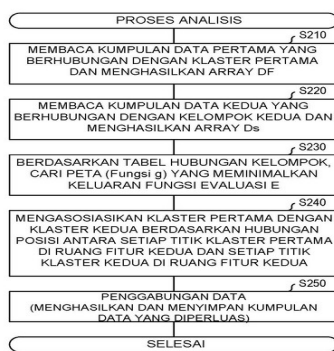 PROSES ANALISIS
S210
MEMBACA KUMPULAN DATA PERTAMA YANG
BERHUBUNGAN DENGAN KLASTER PERTAMA
DAN MENGHASILKAN ARRAY DF
S220
MEMBACA KUMPULAN DATA KEDUA YANG
BERHUBUNGAN DENGAN KELOMPOK KEDUA DAN
MENGHASILKAN ARRAY Ds
S230
BERDASARKAN TABEL HUBUNGAN KELOMPOK,
CARI PETA (Fungsi g) YANG MEMINIMALKAN
KELUARAN FUNGSI EVALUASI E
S240
MENGASOSIASIKAN KLASTER PERTAMA DENGAN
KLASTER KEDUA BERDASARKAN HUBUNGAN
POSISI ANTARA SETIAP TITIK KLASTER PERTAMA
DI RUANG FITUR KEDUA DAN SETIAP TITIK
KLASTER KEDUA DI RUANG FITUR KEDUA
S250
PENGGABUNGAN DATA
(MENGHASILKAN DAN MENYIMPAN KUMPULAN
DATA YANG DIPERLUAS)
SELESAI